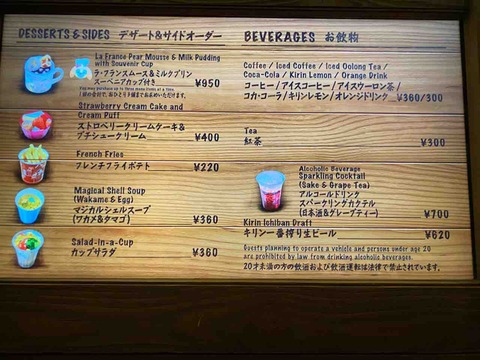 DESSERTS & SIDES デザート&サイドオーダー
La France Pear Mousse & Milk Pudding
with Souvenir Cup
ラ・フランスムース&ミルクプリン
スーベニアカップ付き ¥950
Strawberry Cream Cake and
Cream Puff
ストロベリークリームケーキ&
プチシュークリーム ¥400
French Fries
フレンチフライポテト ¥220
Magical Shell Soup
(Wakame & Egg)
マジカルシェルスープ
(ワカメ&タマゴ) ¥360
Salad-in-a-Cup
カップサラダ ¥360
BEVERAGES お飲物
Coffee / Iced Coffee / Iced Oolong Tea /
Coca-Cola / Kirin Lemon / Orange Drink
コーヒー/アイスコーヒー/アイスウーロン茶/
コカ・コーラ/キリンレモン/オレンジドリンク ¥360/300
Tea
紅茶 ¥300
Alcoholic Beverage
Sparkling Cocktail
(Sake & Grape Tea)
アルコールドリンク
スパークリングカクテル
(日本酒&グレープティー) ¥700
Kirin Ichiban Draft
キリン一番搾り生ビール ¥620
Guests planning to operate a vehicle and persons under age 20
are prohibited by law from drinking alcoholic beverages.
20才未満の方の飲酒および飲酒運転は法律で禁止されています。